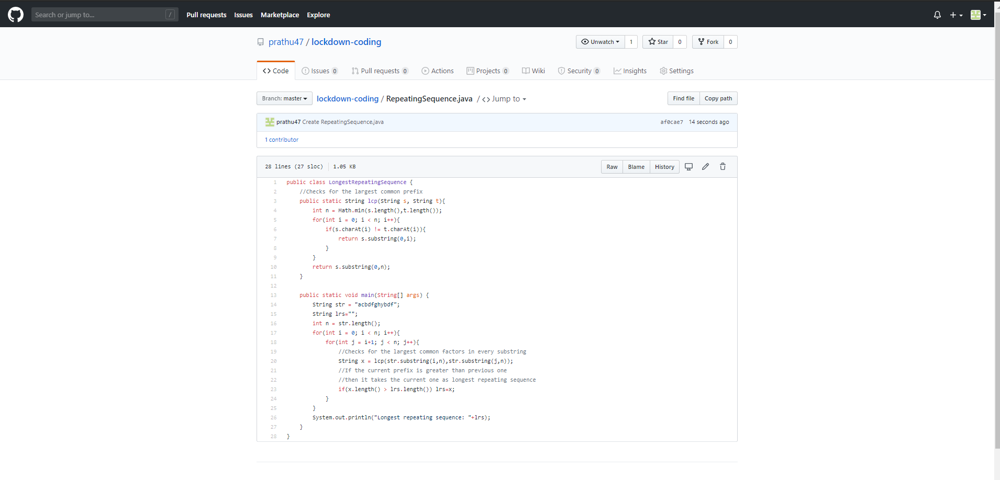 Search or jump to... /
Pull requests Issues Marketplace Explore
prathu47 / lockdown-coding
Unwatch 1 Star 0 Fork 0
Code Issues 0 Pull requests 0 Actions Projects 0 Wiki Security 0 Insights Settings
Branch: master lockdown-coding / RepeatingSequence.java / <> Jump to
Find file Copy path
prathu47 Create RepeatingSequence.java af0cae7 14 seconds ago
1 contributor
28 lines (27 sloc) 1.05 KB
Raw Blame History
1 public class LongestRepeatingSequence {
2 //Checks for the largest common prefix
3 public static String lcp(String s, String t){
4 int n = Math.min(s.length(),t.length());
5 for(int i = 0; i < n; i++){
6 if(s.charAt(i) != t.charAt(i)){
7 return s.substring(0,i);
8 }
9 }
10 return s.substring(0,n);
11 }
12
13 public static void main(String[] args) {
14 String str = "acbdfghybdf";
15 String lrs="";
16 int n = str.length();
17 for(int i = 0; i < n; i++){
18 for(int j = i+1; j < n; j++){
19 //Checks for the largest common factors in every substring
20 String x = lcp(str.substring(i,n),str.substring(j,n));
21 //If the current prefix is greater than previous one
22 //then it takes the current one as longest repeating sequence
23 if(x.length() > lrs.length()) lrs=x;
24 }
25 }
26 System.out.println("Longest repeating sequence: "+lrs);
27 }
28 }